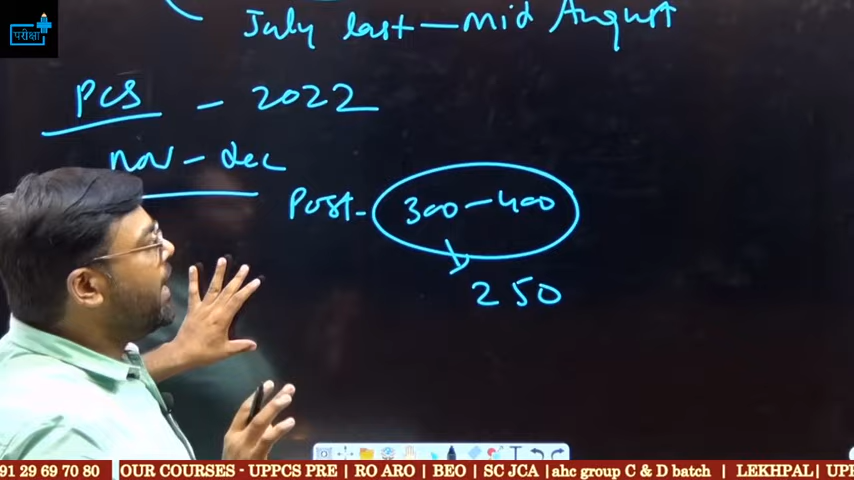 July last - mid August
परीक्षा
PCS - 2022
nov - dec
Post - 300 - 400
250
91 29 69 70 80 OUR COURSES - UPPCS PRE | RO ARO | BEO | SC JCA | ahc group C & D batch | LEKHPAL | UP